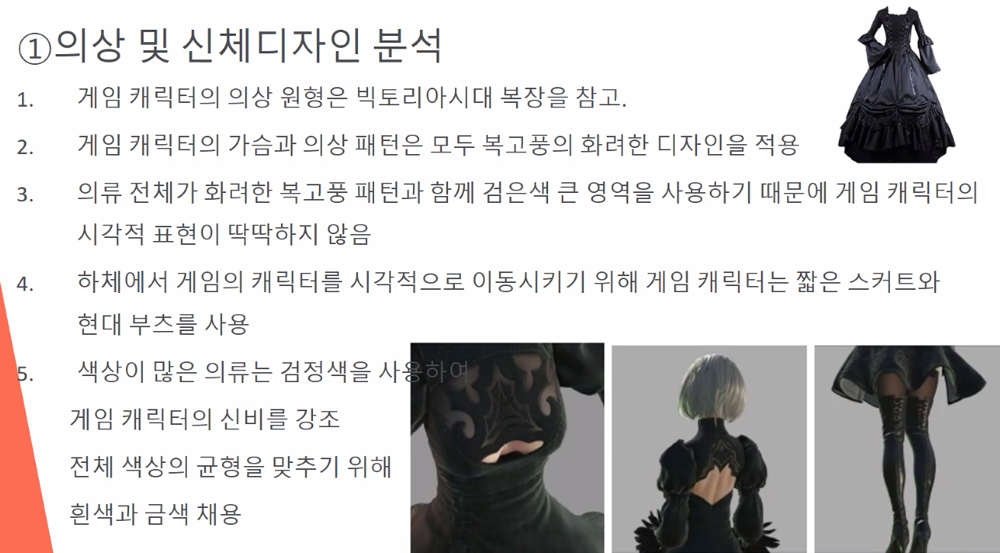 ①의상 및 신체디자인 분석
1. 게임 캐릭터의 의상 원형은 빅토리아시대 복장을 참고.
2. 게임 캐릭터의 가슴과 의상 패턴은 모두 복고풍의 화려한 디자인을 적용
3. 의류 전체가 화려한 복고풍 패턴과 함께 검은색 큰 영역을 사용하기 때문에 게임 캐릭터의
시각적 표현이 딱딱하지 않음
4. 하체에서 게임의 캐릭터를 시각적으로 이동시키기 위해 게임 캐릭터는 짧은 스커트와
현대 부츠를 사용
5. 색상이 많은 의류는 검정색을 사용하여
게임 캐릭터의 신비를 강조
전체 색상의 균형을 맞추기 위해
흰색과 금색 채용